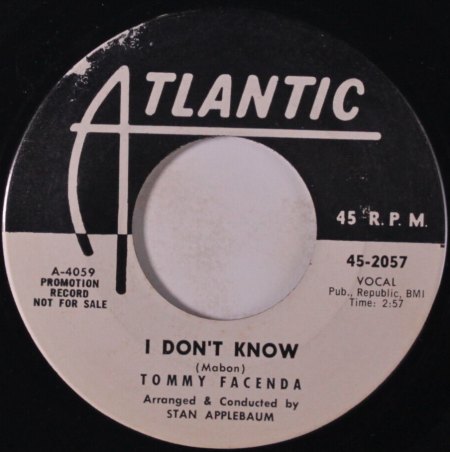 ATLANTIC
45 R.P.M.
A-4059
PROMOTION
RECORD
NOT FOR SALE
45-2057
VOCAL
Pub., Republic, BMI
Time: 2:57
I DON'T KNOW
(Mabon)
TOMMY FACENDA
Arranged & Conducted by
STAN APPLEBAUM